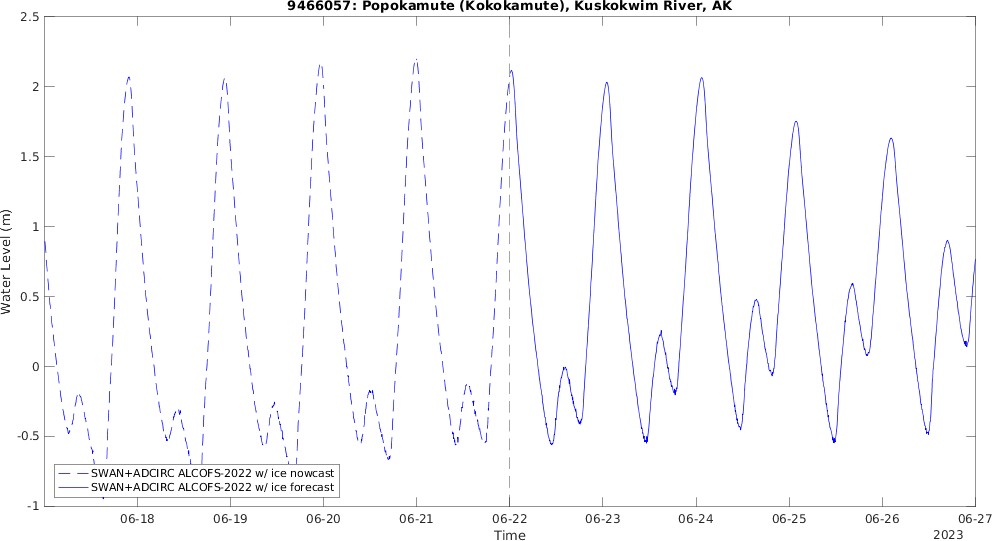 9466057: Popokamute (Kokokamute), Kuskokwim River, AK
2.5
2
1.5
1
0.5
0
-0.5
-1
Water Level (m)
SWAN+ADCIRC ALCOFS-2022 w/ ice nowcast
SWAN+ADCIRC ALCOFS-2022 w/ ice forecast
06-18 06-19 06-20 06-21 06-22 06-23 06-24 06-25 06-26 06-27
Time
2023